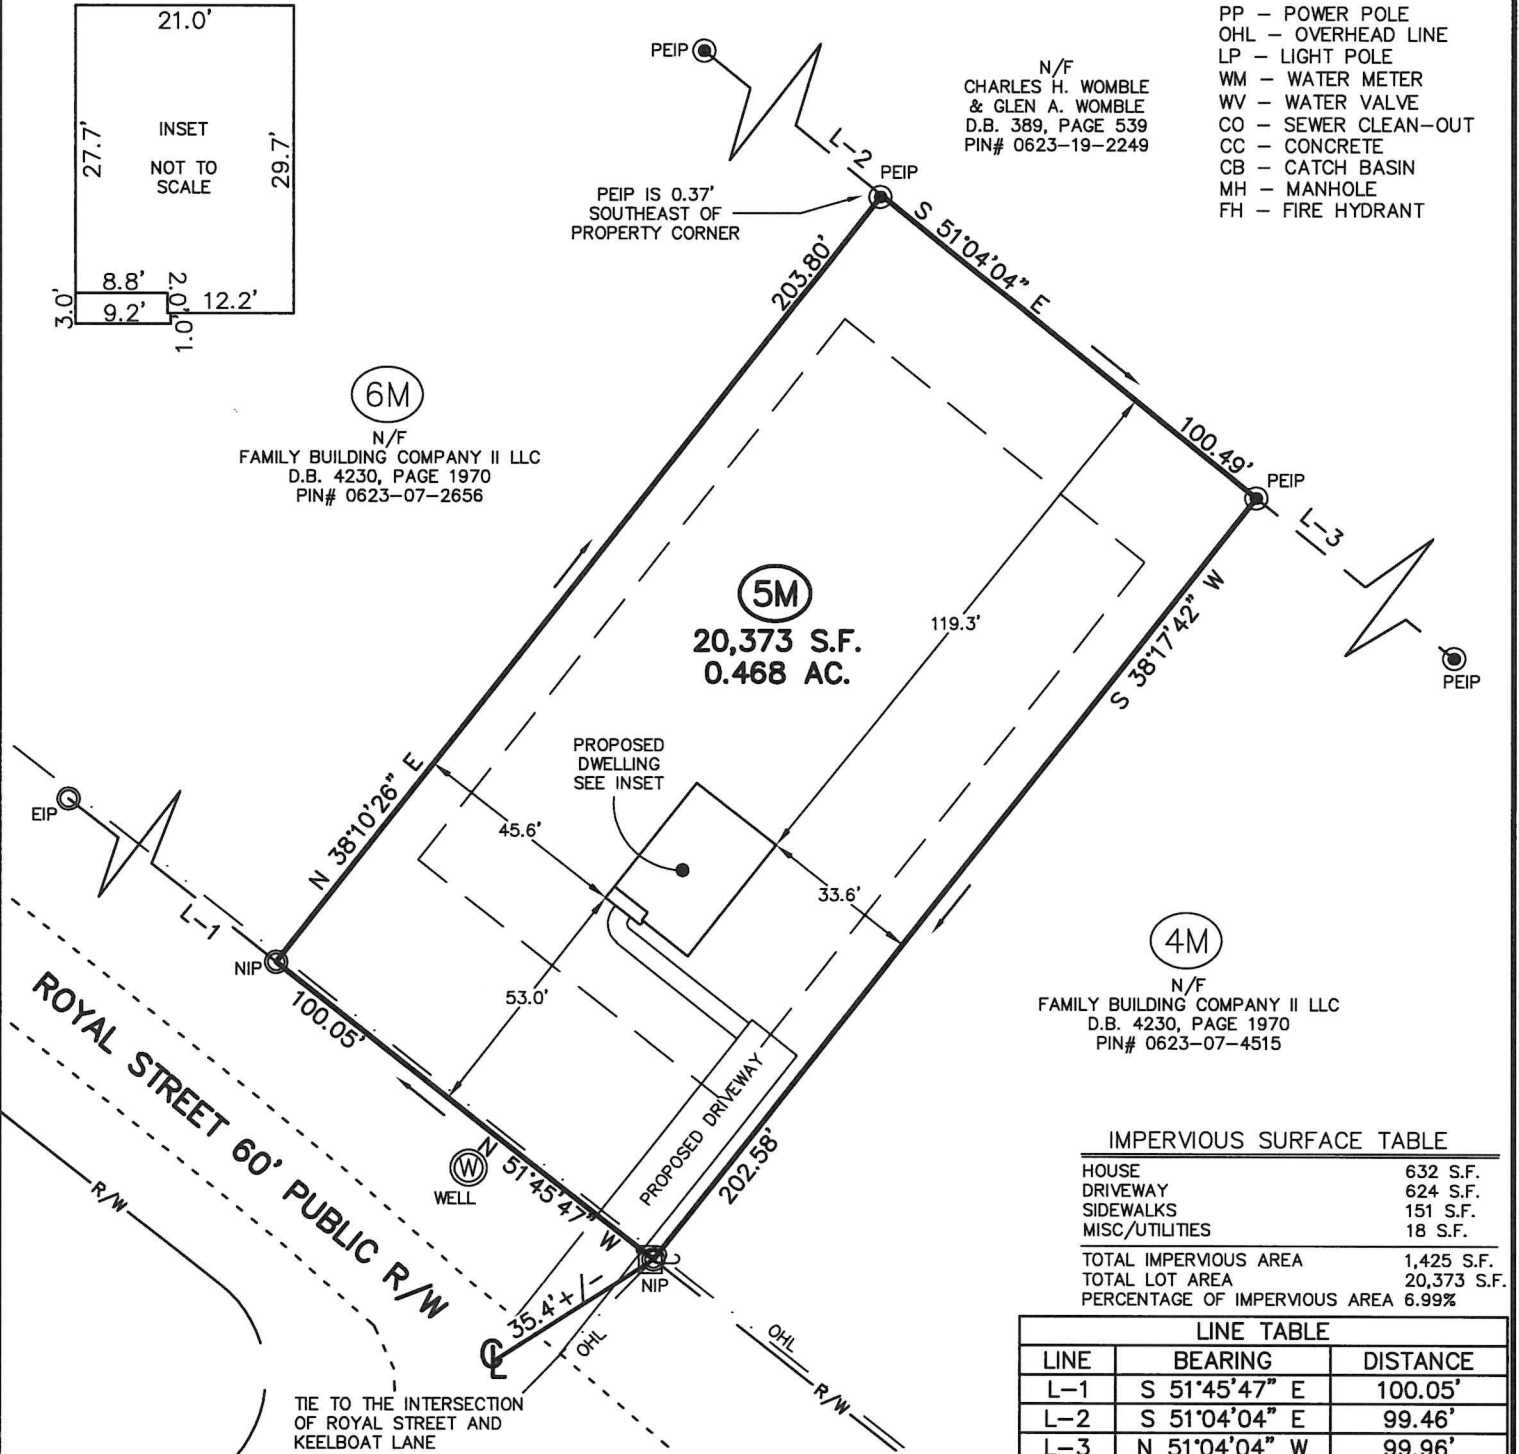 21.0'
27.7'
INSET
NOT TO
SCALE
29.7'
8.8'
2.0'
12.2'
3.0'
9.2'
1.0'
PP – POWER POLE
OHL – OVERHEAD LINE
LP – LIGHT POLE
WM – WATER METER
WV – WATER VALVE
CO – SEWER CLEAN-OUT
CC – CONCRETE
CB – CATCH BASIN
MH – MANHOLE
FH – FIRE HYDRANT
PEIP
N/F
CHARLES H. WOMBLE
& GLEN A. WOMBLE
D.B. 389, PAGE 539
PIN# 0623-19-2249
L-2
PEIP
PEIP IS 0.37'
SOUTHEAST OF
PROPERTY CORNER
S 51°04'04" E
203.80'
100.49'
PEIP
L-3
PEIP
6M
N/F
FAMILY BUILDING COMPANY II LLC
D.B. 4230, PAGE 1970
PIN# 0623-07-2656
5M
20,373 S.F.
0.468 AC.
119.3'
S 38°17'42" W
PROPOSED
DWELLING
SEE INSET
N 38°10'26" E
45.6'
33.6'
53.0'
EIP
L-1
NIP
100.05'
4M
N/F
FAMILY BUILDING COMPANY II LLC
D.B. 4230, PAGE 1970
PIN# 0623-07-4515
ROYAL STREET 60' PUBLIC R/W
R/W
W
WELL
N 51°45'47" W
PROPOSED DRIVEWAY
202.58'
NIP
35.4'+/-
OHL
OHL
R/W
CL
TIE TO THE INTERSECTION
OF ROYAL STREET AND
KEELBOAT LANE
IMPERVIOUS SURFACE TABLE
HOUSE 632 S.F.
DRIVEWAY 624 S.F.
SIDEWALKS 151 S.F.
MISC/UTILITIES 18 S.F.
TOTAL IMPERVIOUS AREA 1,425 S.F.
TOTAL LOT AREA 20,373 S.F.
PERCENTAGE OF IMPERVIOUS AREA 6.99%
LINE TABLE
LINE BEARING DISTANCE
L-1 S 51°45'47" E 100.05'
L-2 S 51°04'04" E 99.46'
L-3 N 51°04'04" W 99.96'